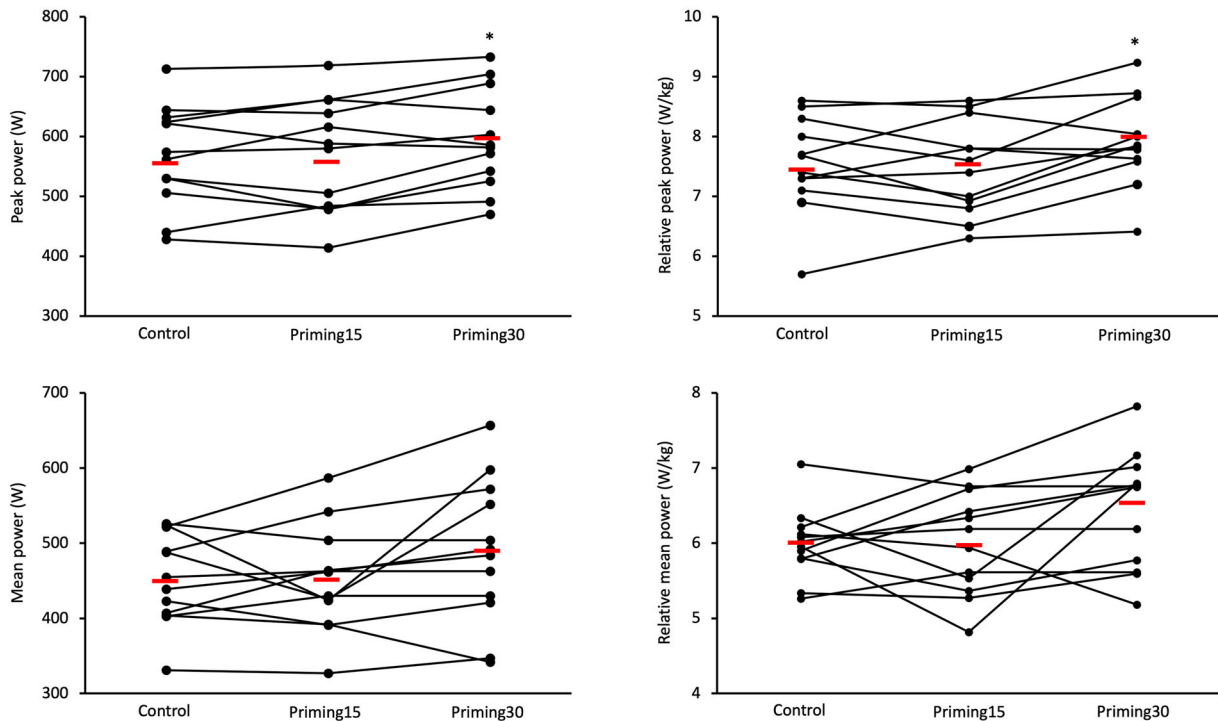 Peak power (W)
800
700
600
500
400
300
*
Control
Priming15
Priming30
Relative peak power (W/kg)
10
9
8
7
6
5
*
Control
Priming15
Priming30
Mean power (W)
700
600
500
400
300
Control
Priming15
Priming30
Relative mean power (W/kg)
8
7
6
5
4
Control
Priming15
Priming30